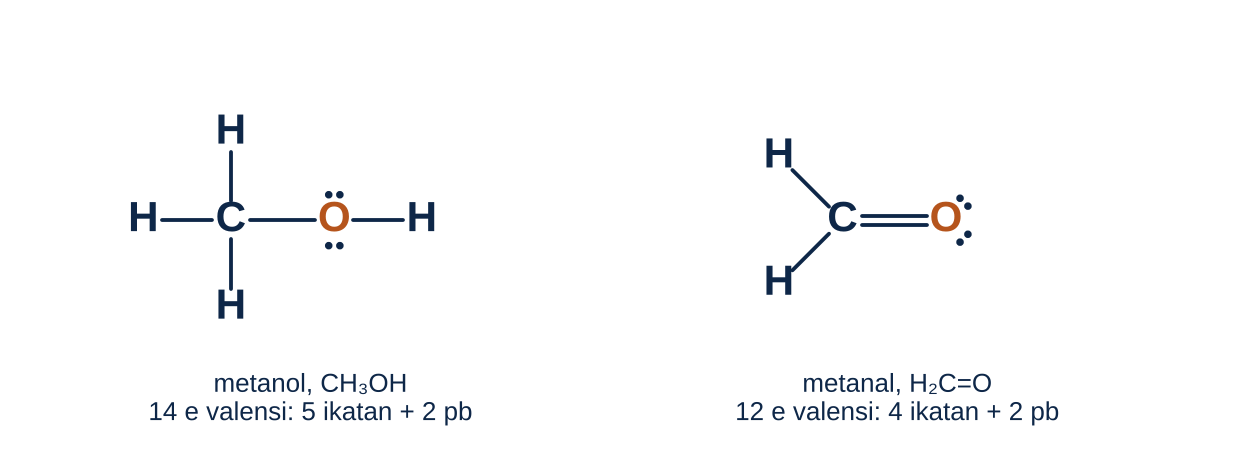 H
H C O H
H
metanol, CH₃OH
14 e valensi: 5 ikatan + 2 pb
H
C O
H
metanal, H₂C=O
12 e valensi: 4 ikatan + 2 pb